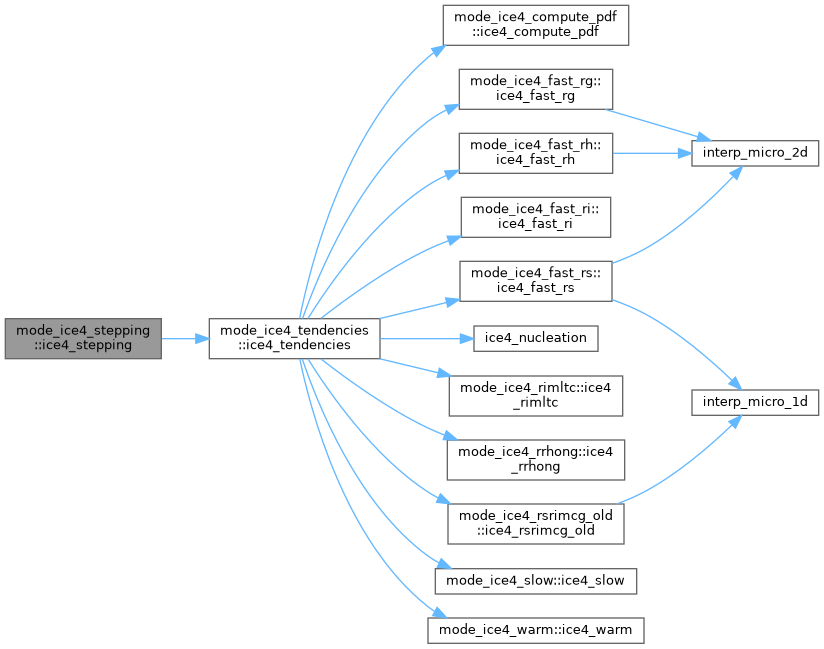 mode_ice4_compute_pdf
::ice4_compute_pdf
mode_ice4_fast_rg::
ice4_fast_rg
mode_ice4_fast_rh::
ice4_fast_rh
interp_micro_2d
mode_ice4_fast_ri::
ice4_fast_ri
mode_ice4_fast_rs::
ice4_fast_rs
mode_ice4_stepping
::ice4_stepping
mode_ice4_tendencies
::ice4_tendencies
ice4_nucleation
mode_ice4_rimltc::ice4
_rimltc
interp_micro_1d
mode_ice4_rrhong::ice4
_rrhong
mode_ice4_rsrimcg_old
::ice4_rsrimcg_old
mode_ice4_slow::ice4_slow
mode_ice4_warm::ice4_warm